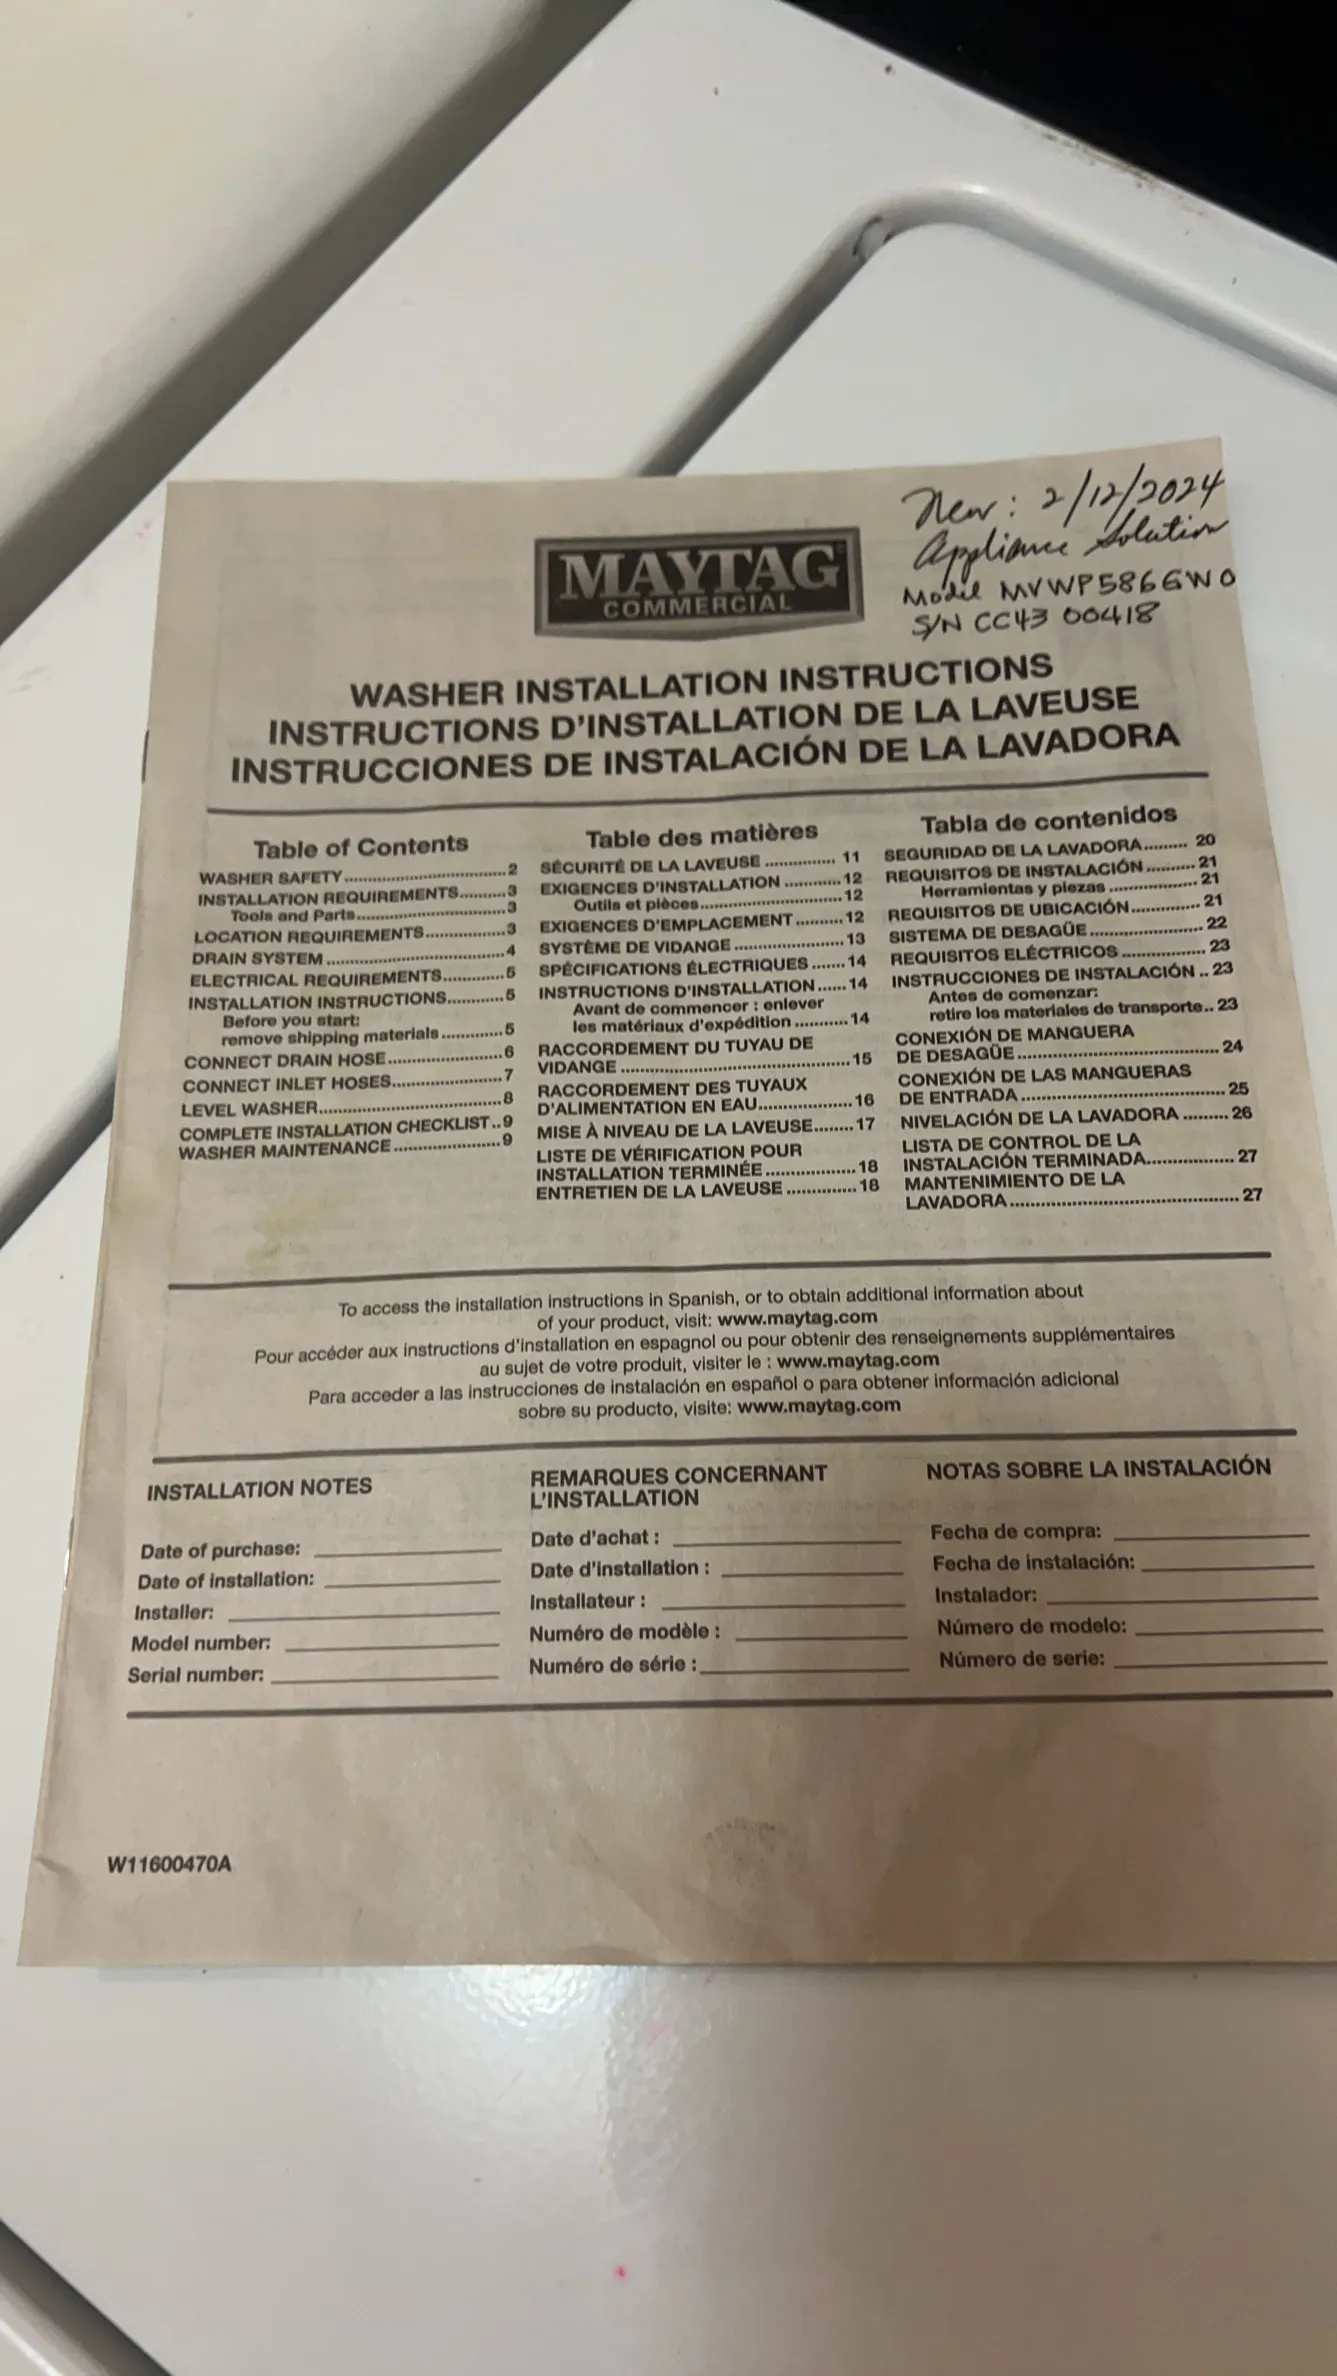 New: 2/12/2024
Appliance Solution
Model MVWP586GW0
S/N CC43 00418
MAYTAG®
COMMERCIAL
WASHER INSTALLATION INSTRUCTIONS
INSTRUCTIONS D'INSTALLATION DE LA LAVEUSE
INSTRUCCIONES DE INSTALACIÓN DE LA LAVADORA
Table of Contents
WASHER SAFETY.....2
INSTALLATION REQUIREMENTS.....3
Tools and Parts.....3
LOCATION REQUIREMENTS.....3
DRAIN SYSTEM.....4
ELECTRICAL REQUIREMENTS.....5
INSTALLATION INSTRUCTIONS.....5
Before you start:
remove shipping materials.....5
CONNECT DRAIN HOSE.....6
CONNECT INLET HOSES.....7
LEVEL WASHER.....8
COMPLETE INSTALLATION CHECKLIST..9
WASHER MAINTENANCE.....9
Table des matières
SÉCURITÉ DE LA LAVEUSE.....11
EXIGENCES D'INSTALLATION.....12
Outils et pièces.....12
EXIGENCES D'EMPLACEMENT.....12
SYSTÈME DE VIDANGE.....13
SPÉCIFICATIONS ÉLECTRIQUES.....14
INSTRUCTIONS D'INSTALLATION.....14
Avant de commencer : enlever
les matériaux d'expédition.....14
RACCORDEMENT DU TUYAU DE
VIDANGE.....15
RACCORDEMENT DES TUYAUX
D'ALIMENTATION EN EAU.....16
MISE À NIVEAU DE LA LAVEUSE.....17
LISTE DE VÉRIFICATION POUR
INSTALLATION TERMINÉE.....18
ENTRETIEN DE LA LAVEUSE.....18
Tabla de contenidos
SEGURIDAD DE LA LAVADORA.....20
REQUISITOS DE INSTALACIÓN.....21
Herramientas y piezas.....21
REQUISITOS DE UBICACIÓN.....21
SISTEMA DE DESAGÜE.....22
REQUISITOS ELÉCTRICOS.....23
INSTRUCCIONES DE INSTALACIÓN..23
Antes de comenzar:
retire los materiales de transporte..23
CONEXIÓN DE MANGUERA
DE DESAGÜE.....24
CONEXIÓN DE LAS MANGUERAS
DE ENTRADA.....25
NIVELACIÓN DE LA LAVADORA.....26
LISTA DE CONTROL DE LA
INSTALACIÓN TERMINADA.....27
MANTENIMIENTO DE LA
LAVADORA.....27
To access the installation instructions in Spanish, or to obtain additional information about
of your product, visit: www.maytag.com
Pour accéder aux instructions d'installation en espagnol ou pour obtenir des renseignements supplémentaires
au sujet de votre produit, visiter le : www.maytag.com
Para acceder a las instrucciones de instalación en español o para obtener información adicional
sobre su producto, visite: www.maytag.com
INSTALLATION NOTES
Date of purchase:
Date of installation:
Installer:
Model number:
Serial number:
REMARQUES CONCERNANT
L'INSTALLATION
Date d'achat :
Date d'installation :
Installateur :
Numéro de modèle :
Numéro de série :
NOTAS SOBRE LA INSTALACIÓN
Fecha de compra:
Fecha de instalación:
Instalador:
Número de modelo:
Número de serie:
W11600470A